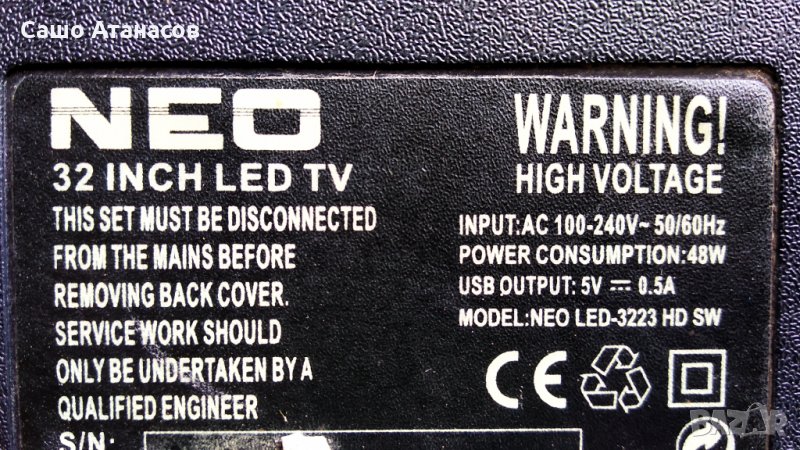 Сашо Атанасов
NEO
32 INCH LED TV
THIS SET MUST BE DISCONNECTED
FROM THE MAINS BEFORE
REMOVING BACK COVER.
SERVICE WORK SHOULD
ONLY BE UNDERTAKEN BY A
QUALIFIED ENGINEER
S/N:
WARNING!
HIGH VOLTAGE
INPUT:AC 100-240V~ 50/60Hz
POWER CONSUMPTION:48W
USB OUTPUT: 5V ⎓ 0.5A
MODEL:NEO LED-3223 HD SW
CE
BAZAR